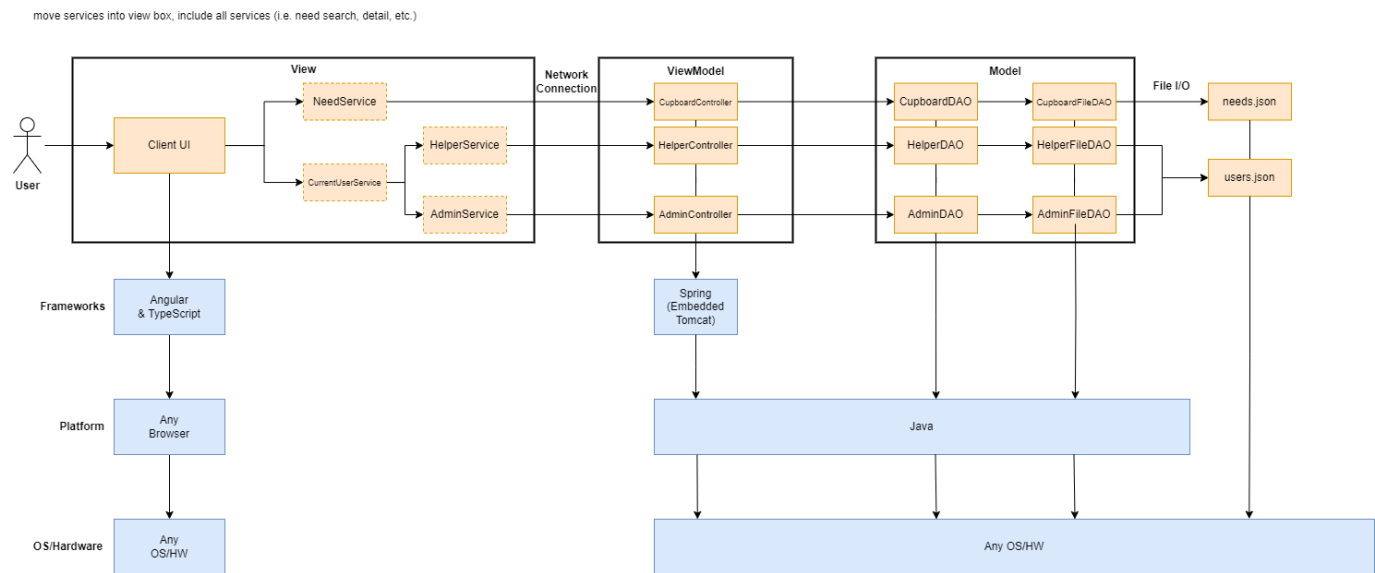 move services into view box, include all services (i.e. need search, detail, etc.)
View
Network
Connection
ViewModel
Model
File I/O
NeedService
CupboardController
CupboardDAO
CupboardFileDAO
needs.json
User
Client UI
HelperService
HelperController
HelperDAO
HelperFileDAO
CurrentUserService
users.json
AdminService
AdminController
AdminDAO
AdminFileDAO
Frameworks
Angular
& TypeScript
Spring
(Embedded
Tomcat)
Platform
Any
Browser
Java
OS/Hardware
Any
OS/HW
Any OS/HW